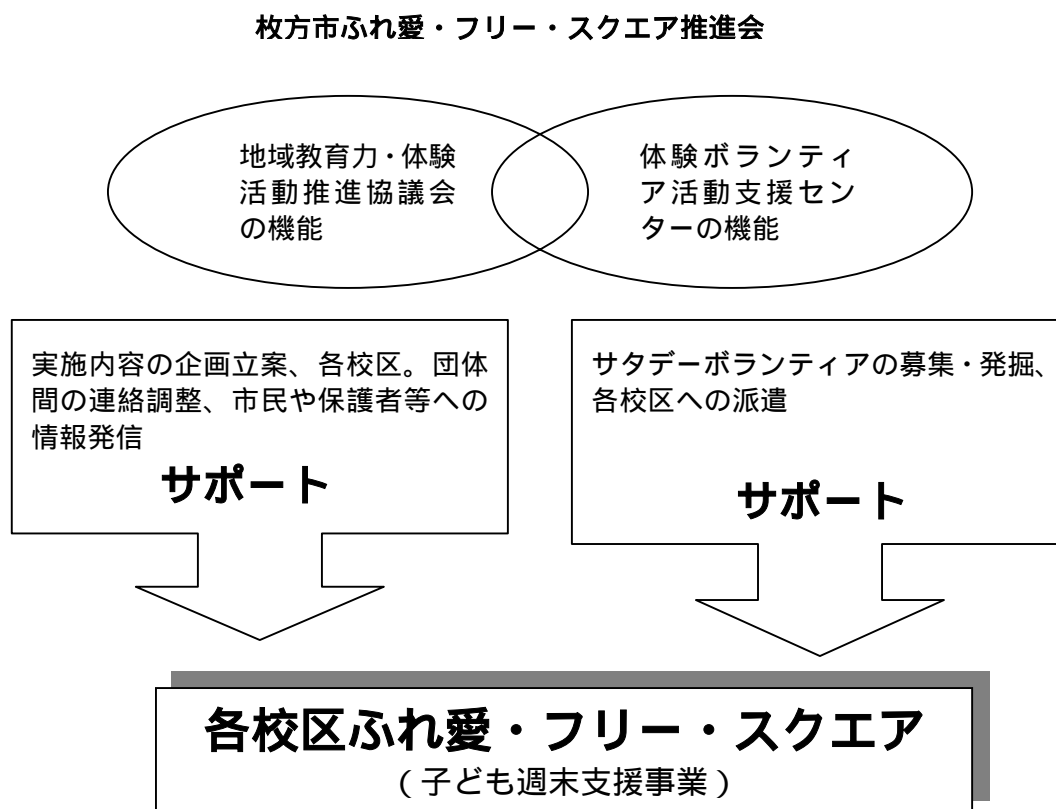 枚方市ふれ愛・フリー・スクエア推進会
地域教育力・体験
活動推進協議会
の機能
体験ボランティ
ア活動支援セン
ターの機能
実施内容の企画立案、各校区。団体
間の連絡調整、市民や保護者等への
情報発信
サポート
サタデーボランティアの募集・発掘、
各校区への派遣
サポート
各校区ふれ愛・フリー・スクエア
（子ども週末支援事業）